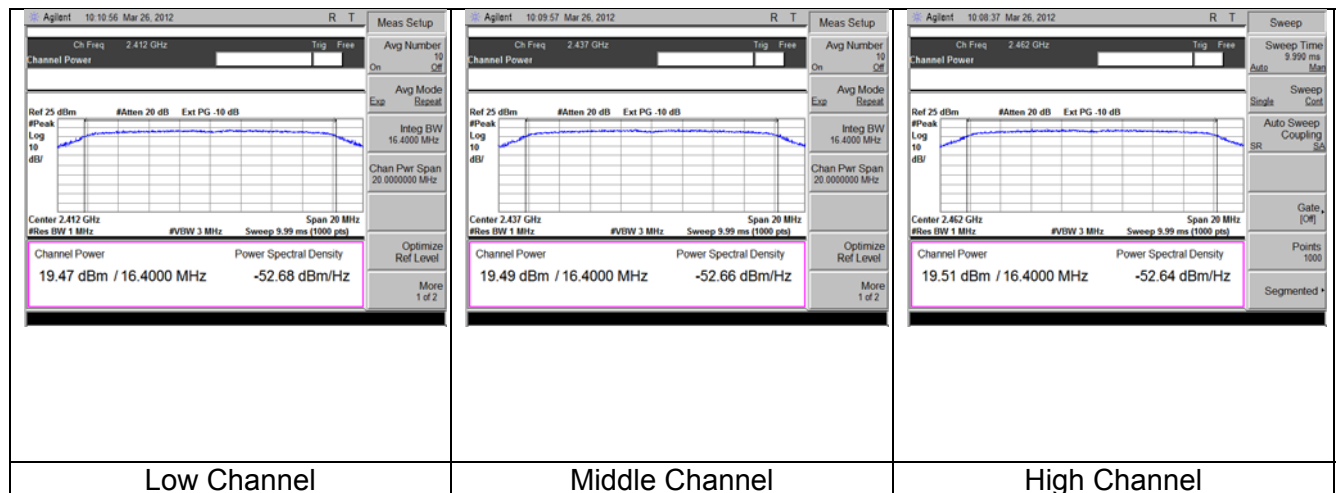 Agilent 10:10:56 Mar 26, 2012 R T
Meas Setup
Ch Freq 2.412 GHz Trig Free
Channel Power
Avg Number
10
On Off
Avg Mode
Exp Repeat
Ref 25 dBm #Atten 20 dB Ext PG -10 dB
#Peak
Log
10
dB/
Integ BW
16.4000 MHz
Chan Pwr Span
20.0000000 MHz
Center 2.412 GHz Span 20 MHz
#Res BW 1 MHz #VBW 3 MHz Sweep 9.99 ms (1000 pts)
Channel Power Power Spectral Density
19.47 dBm / 16.4000 MHz -52.68 dBm/Hz
Optimize
Ref Level
More
1 of 2
Low Channel
Agilent 10:09:57 Mar 26, 2012 R T
Meas Setup
Ch Freq 2.437 GHz Trig Free
Channel Power
Avg Number
10
On Off
Avg Mode
Exp Repeat
Ref 25 dBm #Atten 20 dB Ext PG -10 dB
#Peak
Log
10
dB/
Integ BW
16.4000 MHz
Chan Pwr Span
20.0000000 MHz
Center 2.437 GHz Span 20 MHz
#Res BW 1 MHz #VBW 3 MHz Sweep 9.99 ms (1000 pts)
Channel Power Power Spectral Density
19.49 dBm / 16.4000 MHz -52.66 dBm/Hz
Optimize
Ref Level
More
1 of 2
Middle Channel
Agilent 10:08:37 Mar 26, 2012 R T
Sweep
Ch Freq 2.462 GHz Trig Free
Channel Power
Sweep Time
9.990 ms
Auto Man
Sweep
Single Cont
Ref 25 dBm #Atten 20 dB Ext PG -10 dB
#Peak
Log
10
dB/
Auto Sweep
Coupling
SR SA
Gate
[Off]
Center 2.462 GHz Span 20 MHz
#Res BW 1 MHz #VBW 3 MHz Sweep 9.99 ms (1000 pts)
Channel Power Power Spectral Density
19.51 dBm / 16.4000 MHz -52.64 dBm/Hz
Points
1000
Segmented
High Channel